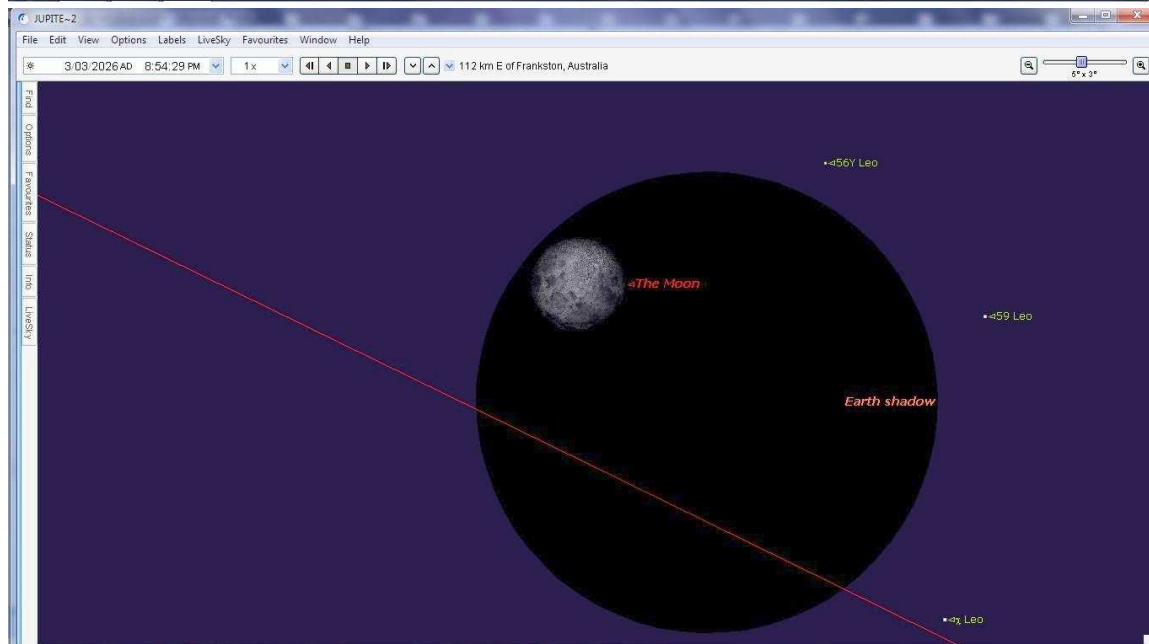 JUPITE~2
File Edit View Options Labels LiveSky Favourites Window Help
3/03/2026 AD 8:54:29 PM 1x 112 km E of Frankston, Australia
5° x 3°
Find
Options
Favourites
Status
Info
LiveSky
56Y Leo
The Moon
59 Leo
Earth shadow
χ Leo